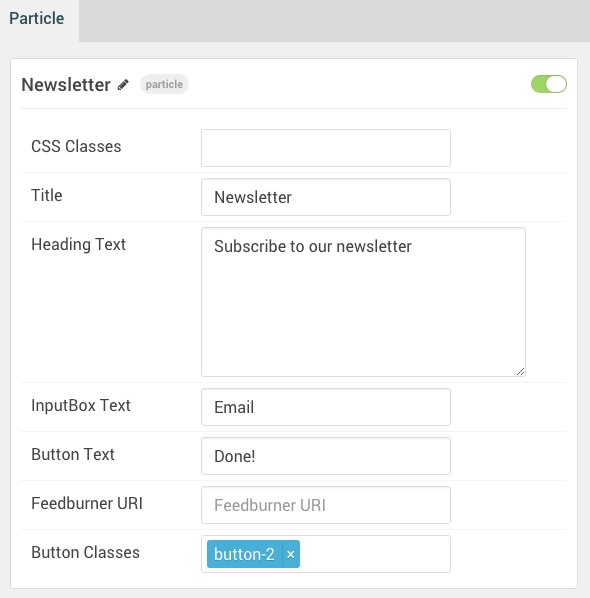 Particle
Newsletter particle
CSS Classes
Title Newsletter
Heading Text Subscribe to our newsletter
InputBox Text Email
Button Text Done!
Feedburner URI Feedburner URI
Button Classes button-2 ×